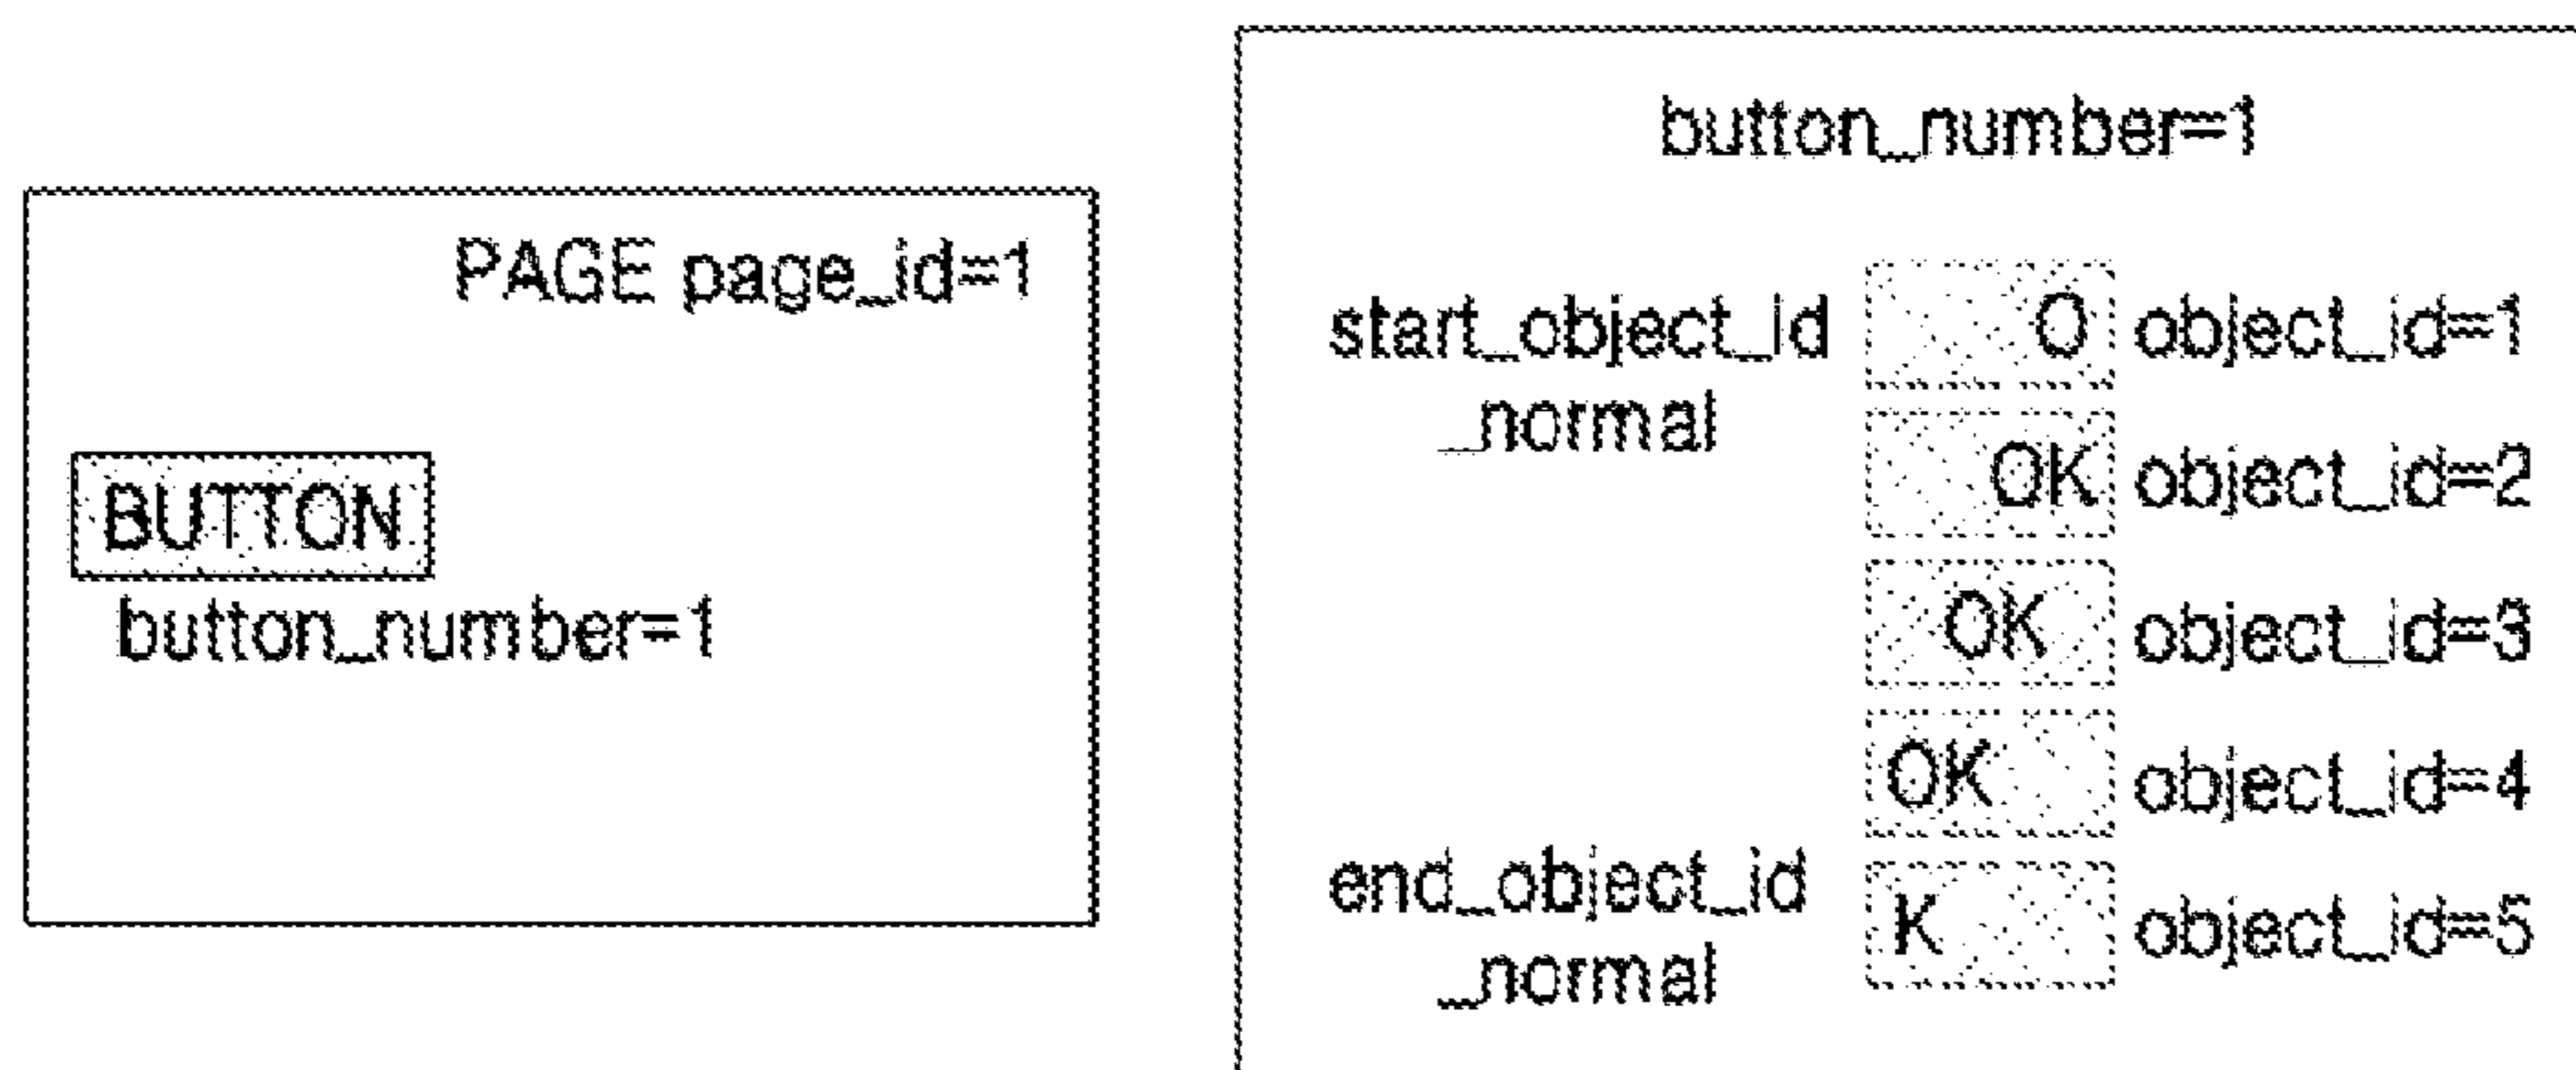 PAGE page_id=1
BUTTON
button_number=1
button_number=1
start_object_id
_normal
O object_id=1
OK object_id=2
OK object_id=3
OK object_id=4
end_object_id
_normal
K object_id=5